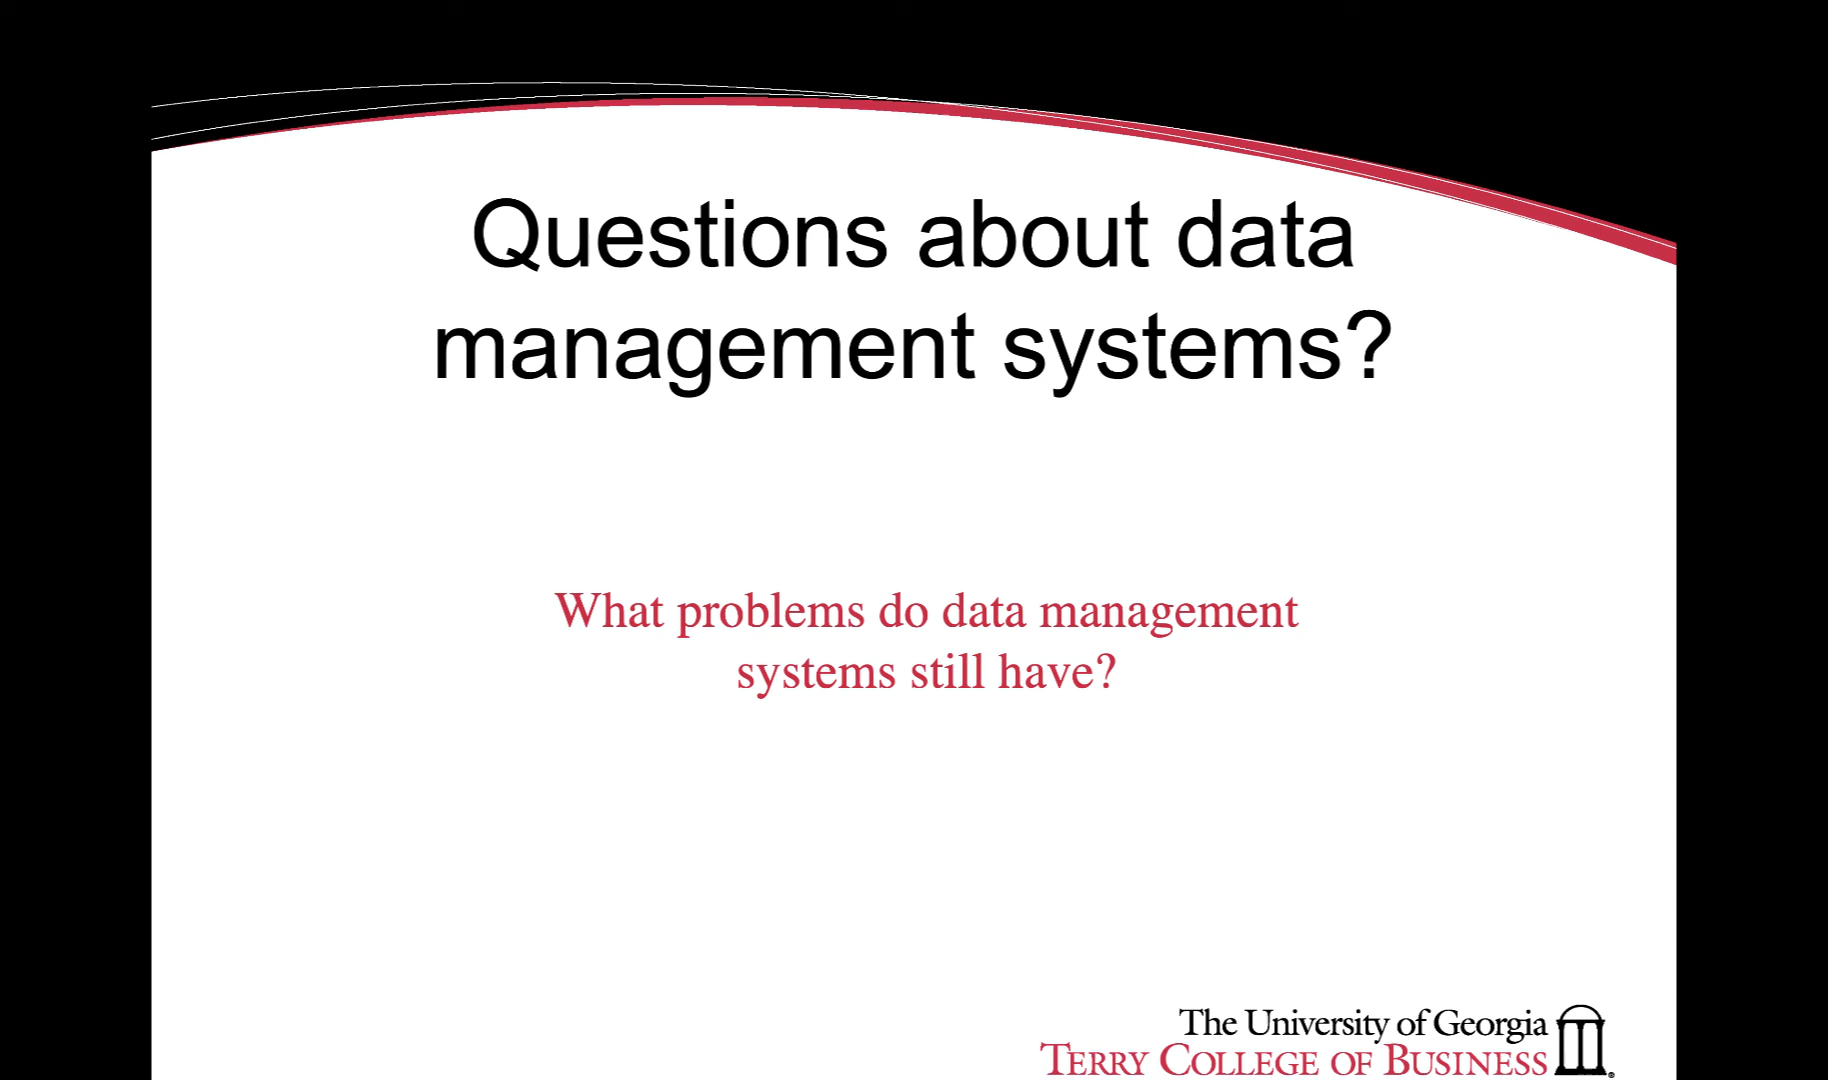 Questions about data
management systems?
What problems do data management
systems still have?
The University of Georgia
TERRY COLLEGE OF BUSINESS